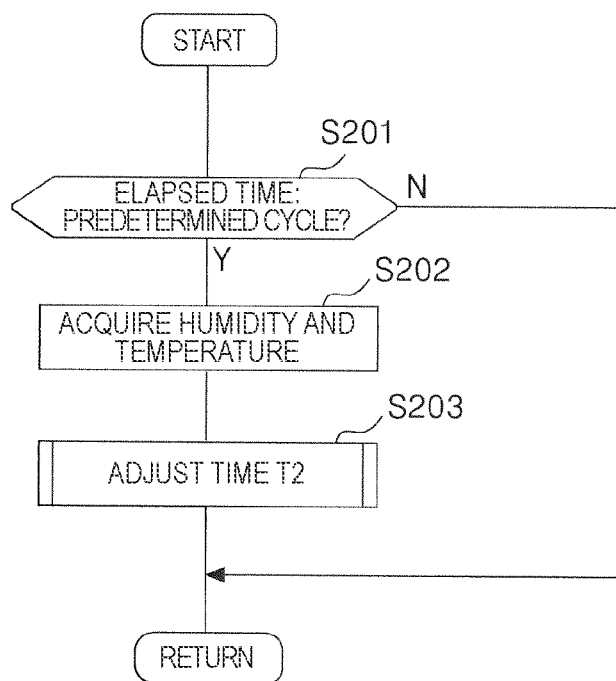 START
S201
ELAPSED TIME:
PREDETERMINED CYCLE?
N
Y
S202
ACQUIRE HUMIDITY AND
TEMPERATURE
S203
ADJUST TIME T2
RETURN